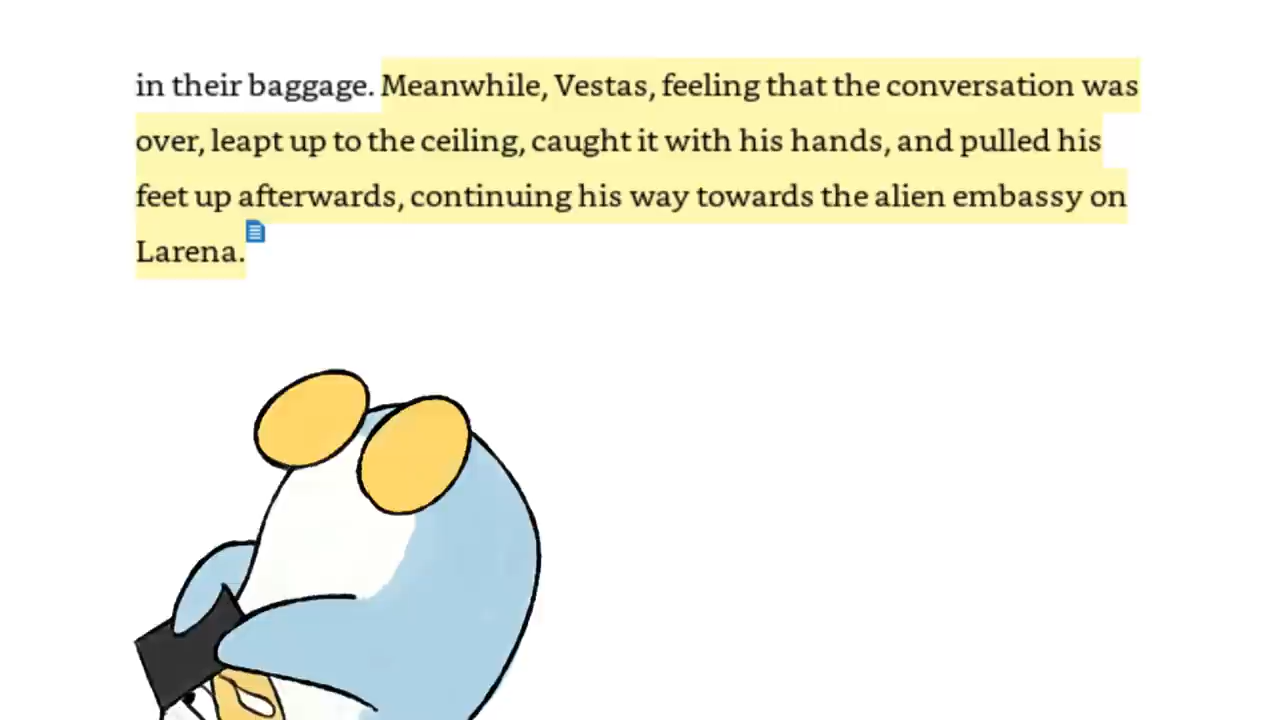 in their baggage. Meanwhile, Vestas, feeling that the conversation was
over, leapt up to the ceiling, caught it with his hands, and pulled his
feet up afterwards, continuing his way towards the alien embassy on
Larena.